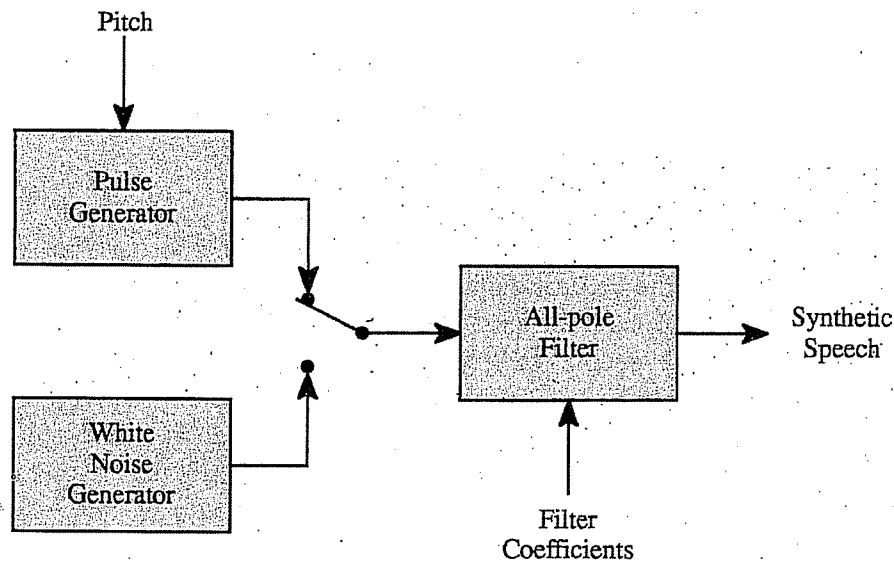 Pitch
Pulse
Generator
White
Noise
Generator
All-pole
Filter
Filter
Coefficients
Synthetic
Speech